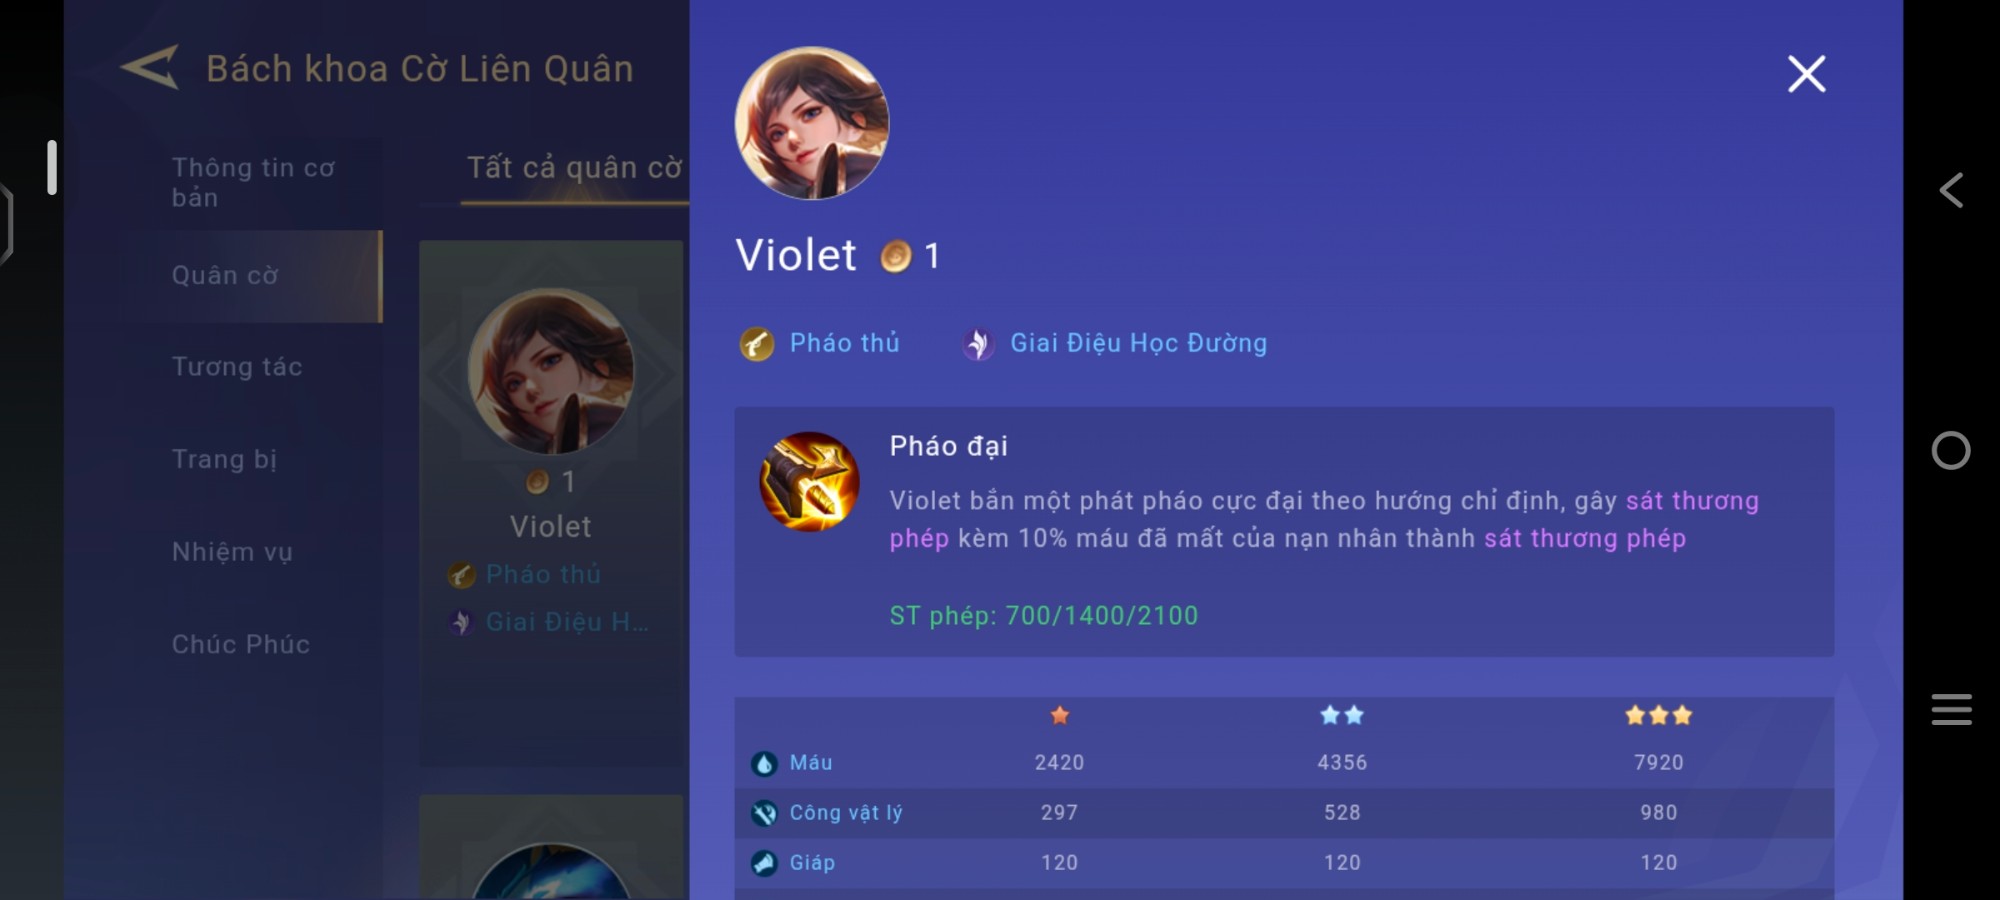 Bách khoa Cờ Liên Quân
Thông tin cơ
bản
Quân cờ
Tương tác
Trang bị
Nhiệm vụ
Chúc Phúc
Tất cả quân cờ
1
Violet
Pháo thủ
Giai Điệu H...
Violet 1
Pháo thủ Giai Điệu Học Đường
Pháo đại
Violet bắn một phát pháo cực đại theo hướng chỉ định, gây sát thương
phép kèm 10% máu đã mất của nạn nhân thành sát thương phép
ST phép: 700/1400/2100
Máu 2420 4356 7920
Công vật lý 297 528 980
Giáp 120 120 120